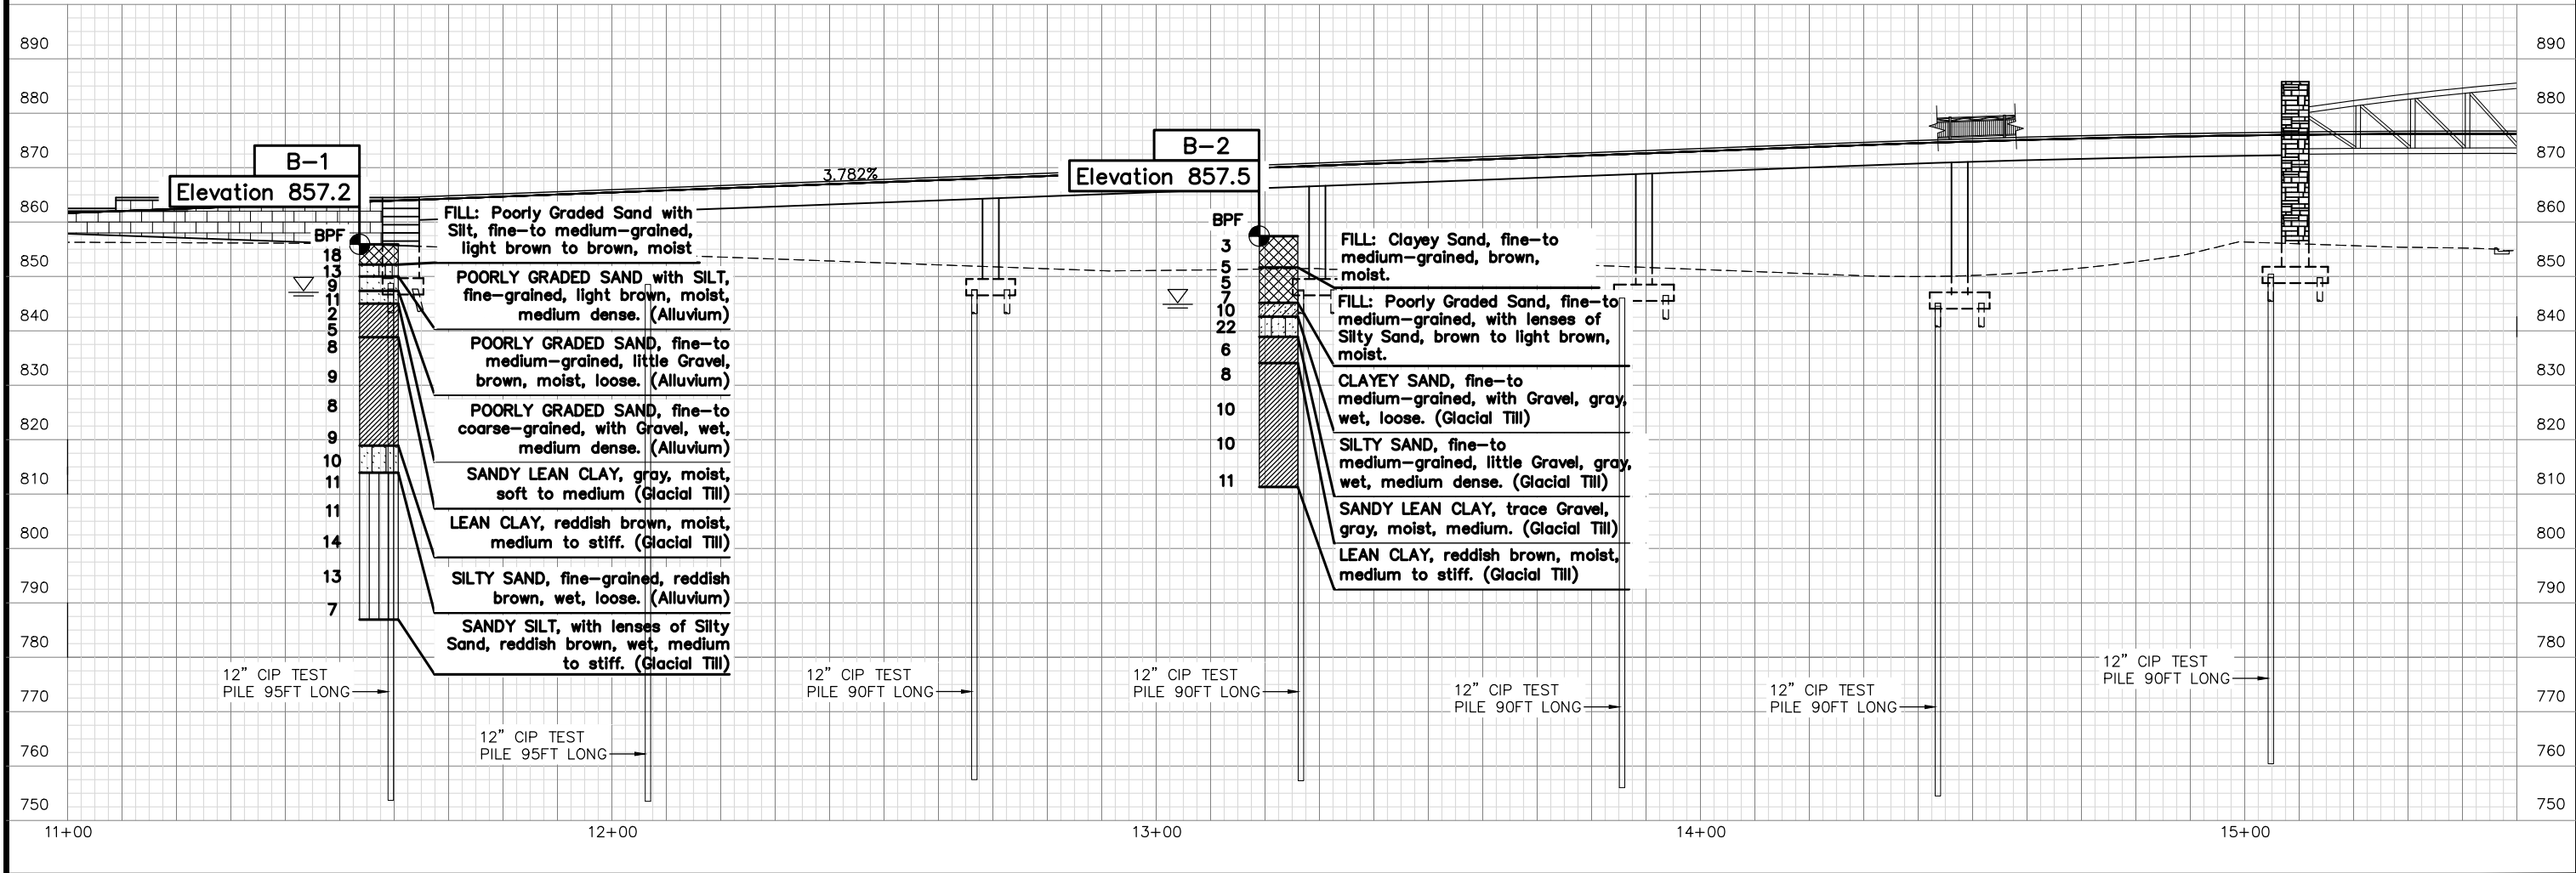 890
880
870
860
850
840
830
820
810
800
790
780
770
760
750
B-1
Elevation 857.2
BPF
18
13
9
11
2
5
8
9
8
9
10
11
11
14
13
7
FILL: Poorly Graded Sand with
Silt, fine-to medium-grained,
light brown to brown, moist
POORLY GRADED SAND with SILT,
fine-grained, light brown, moist,
medium dense. (Alluvium)
POORLY GRADED SAND, fine-to
medium-grained, little Gravel,
brown, moist, loose. (Alluvium)
POORLY GRADED SAND, fine-to
coarse-grained, with Gravel, wet,
medium dense. (Alluvium)
SANDY LEAN CLAY, gray, moist,
soft to medium (Glacial Till)
LEAN CLAY, reddish brown, moist,
medium to stiff. (Glacial Till)
SILTY SAND, fine-grained, reddish
brown, wet, loose. (Alluvium)
SANDY SILT, with lenses of Silty
Sand, reddish brown, wet, medium
to stiff. (Glacial Till)
12" CIP TEST
PILE 95FT LONG
12" CIP TEST
PILE 95FT LONG
3.782%
12" CIP TEST
PILE 90FT LONG
B-2
Elevation 857.5
BPF
3
5
5
7
10
22
6
8
10
10
11
FILL: Clayey Sand, fine-to
medium-grained, brown,
moist.
FILL: Poorly Graded Sand, fine-to
medium-grained, with lenses of
Silty Sand, brown to light brown,
moist.
CLAYEY SAND, fine-to
medium-grained, with Gravel, gray,
wet, loose. (Glacial Till)
SILTY SAND, fine-to
medium-grained, little Gravel, gray,
wet, medium dense. (Glacial Till)
SANDY LEAN CLAY, trace Gravel,
gray, moist, medium. (Glacial Till)
LEAN CLAY, reddish brown, moist,
medium to stiff. (Glacial Till)
12" CIP TEST
PILE 90FT LONG
12" CIP TEST
PILE 90FT LONG
12" CIP TEST
PILE 90FT LONG
12" CIP TEST
PILE 90FT LONG
890
880
870
860
850
840
830
820
810
800
790
780
770
760
750
11+00
12+00
13+00
14+00
15+00